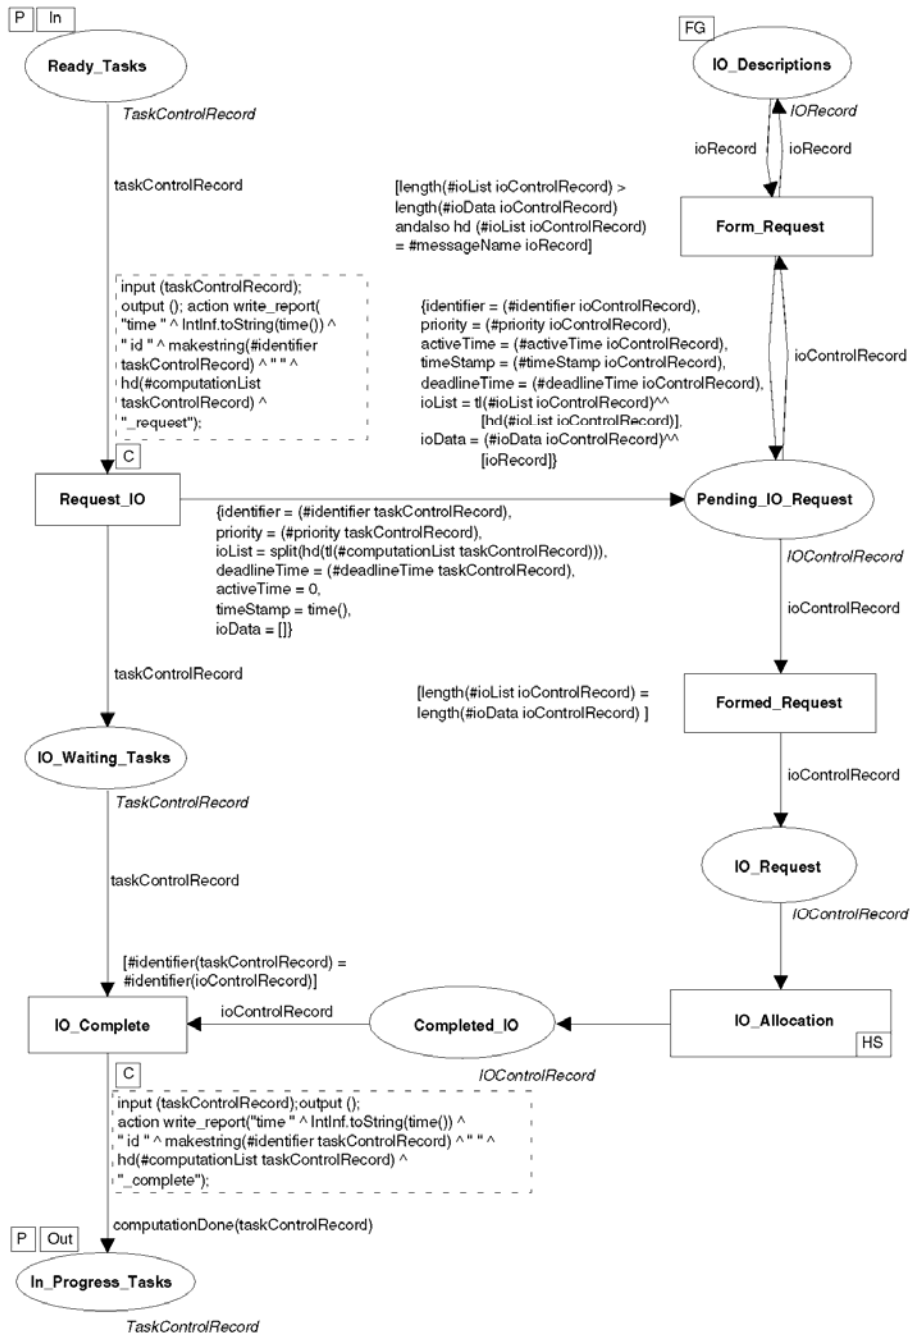 P In
Ready_Tasks
TaskControlRecord
taskControlRecord
FG
IO_Descriptions
IORecord
ioRecord ioRecord
[length(#ioList ioControlRecord) >
length(#ioData ioControlRecord)
andalso hd (#ioList ioControlRecord)
= #messageName ioRecord]
Form_Request
input (taskControlRecord);
output (); action write_report(
"time " ^ IntInf.toString(time()) ^
" id " ^ makestring(#identifier
taskControlRecord) ^ " " ^
hd(#computationList
taskControlRecord) ^
"_request");
C
{identifier = (#identifier ioControlRecord),
priority = (#priority ioControlRecord),
activeTime = (#activeTime ioControlRecord),
timeStamp = (#timeStamp ioControlRecord),
deadlineTime = (#deadlineTime ioControlRecord),
ioList = tl(#ioList ioControlRecord)^^
[hd(#ioList ioControlRecord)],
ioData = (#ioData ioControlRecord)^^
[ioRecord]}
ioControlRecord
Request_IO
Pending_IO_Request
IOControlRecord
{identifier = (#identifier taskControlRecord),
priority = (#priority taskControlRecord),
ioList = split(hd(tl(#computationList taskControlRecord))),
deadlineTime = (#deadlineTime taskControlRecord),
activeTime = 0,
timeStamp = time(),
ioData = []}
ioControlRecord
taskControlRecord
[length(#ioList ioControlRecord) =
length(#ioData ioControlRecord) ]
Formed_Request
IO_Waiting_Tasks
TaskControlRecord
ioControlRecord
IO_Request
IOControlRecord
taskControlRecord
[#identifier(taskControlRecord) =
#identifier(ioControlRecord)]
IO_Complete
ioControlRecord
Completed_IO
IOControlRecord
IO_Allocation
HS
C
input (taskControlRecord);output ();
action write_report("time " ^ IntInf.toString(time()) ^
" id " ^ makestring(#identifier taskControlRecord) ^ " " ^
hd(#computationList taskControlRecord) ^
"_complete");
computationDone(taskControlRecord)
P Out
In_Progress_Tasks
TaskControlRecord